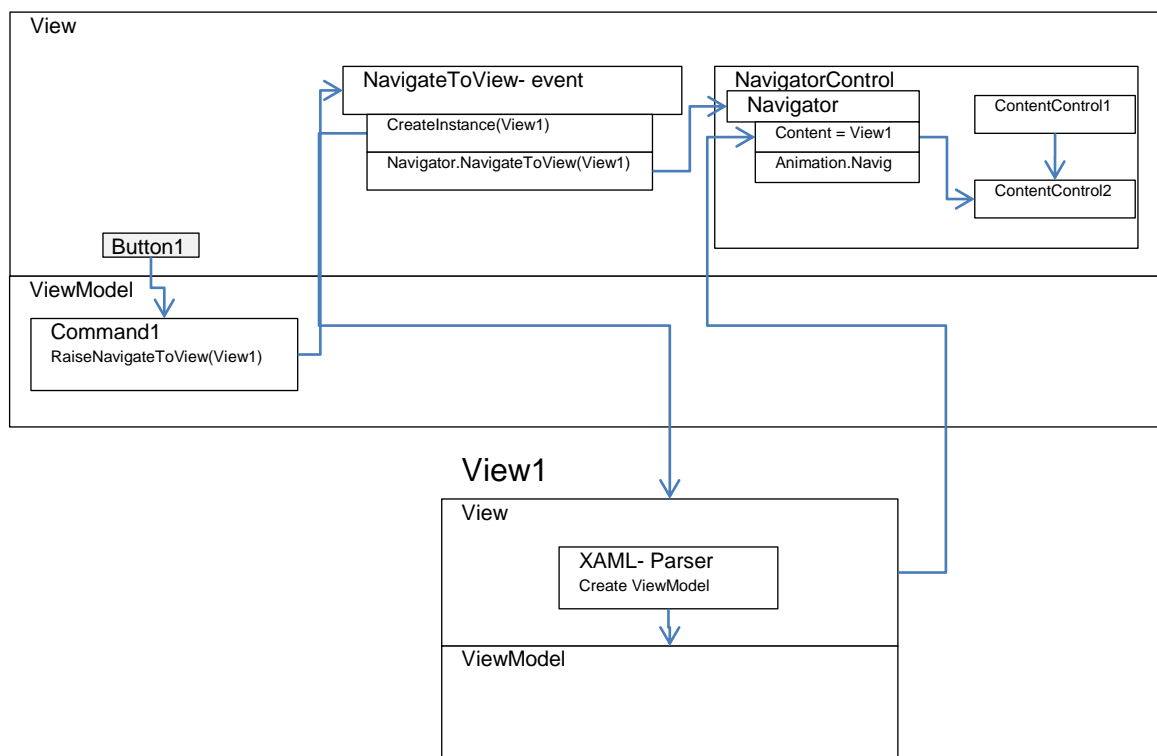 View
NavigateToView- event
CreateInstance(View1)
Navigator.NavigateToView(View1)
NavigatorControl
Navigator
Content = View1
Animation.Navig
ContentControl1
ContentControl2
Button1
ViewModel
Command1
RaiseNavigateToView(View1)
View1
View
XAML- Parser
Create ViewModel
ViewModel